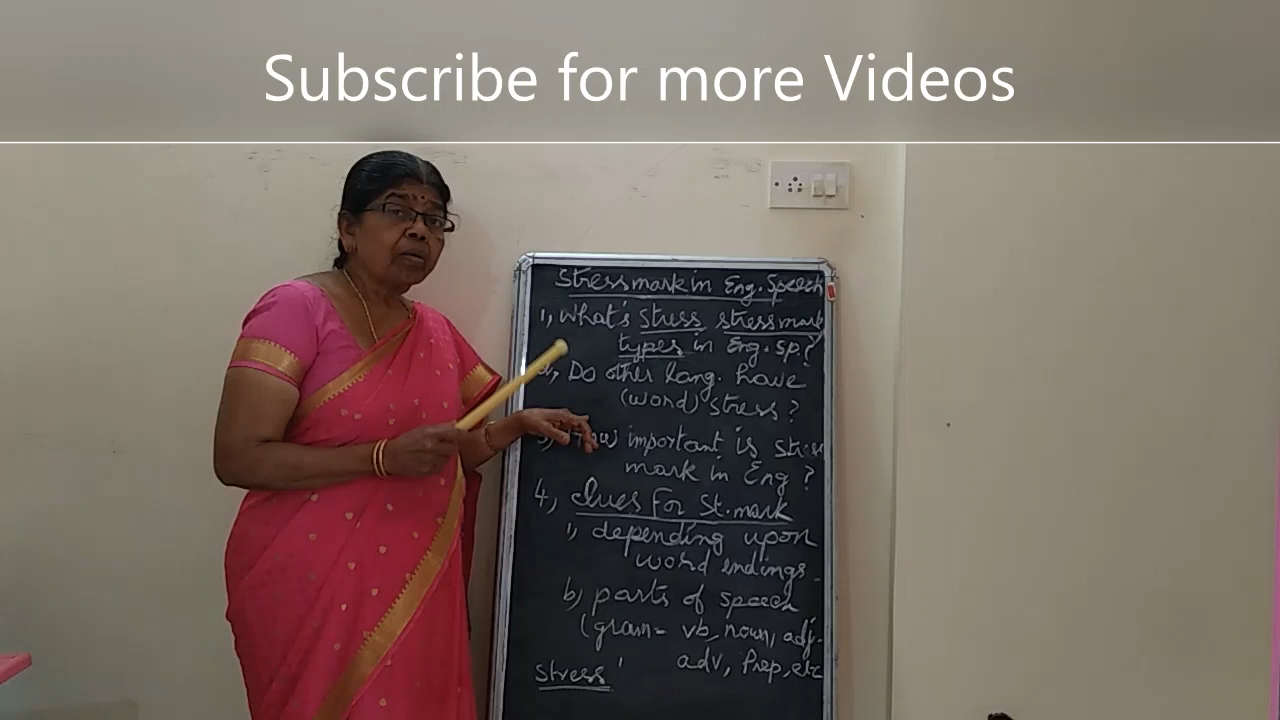 Subscribe for more Videos
Stress mark in Eng. Speech
1, What's stress stress mark
types in Eng. sp.?
Do other lang. have
(word) stress?
important is stress
mark in Eng?
4, Clues For St. mark
1, depending upon
word endings.
b, parts of speech
(gram- vb, noun, adj.
adv, Prep, etc
Stress '